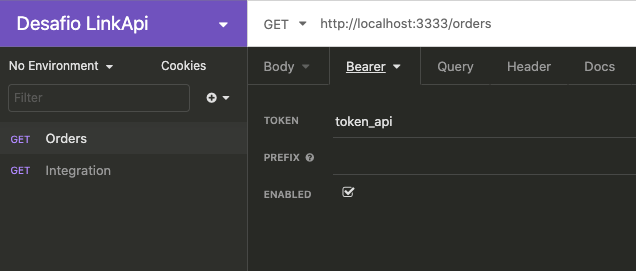 Desafio LinkApi
GET http://localhost:3333/orders
No Environment Cookies
Body Bearer Query Header Docs
Filter
TOKEN token_api
GET Orders
PREFIX
GET Integration
ENABLED